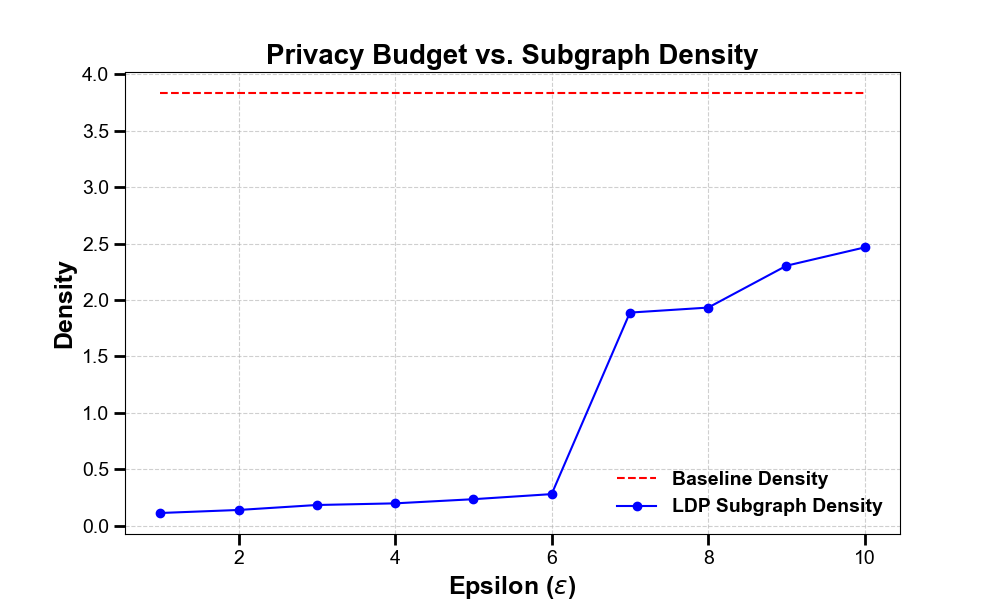 Privacy Budget vs. Subgraph Density
4.0
3.5
3.0
2.5
2.0
1.5
1.0
0.5
0.0
Density
2 4 6 8 10
Epsilon (ε)
Baseline Density
LDP Subgraph Density